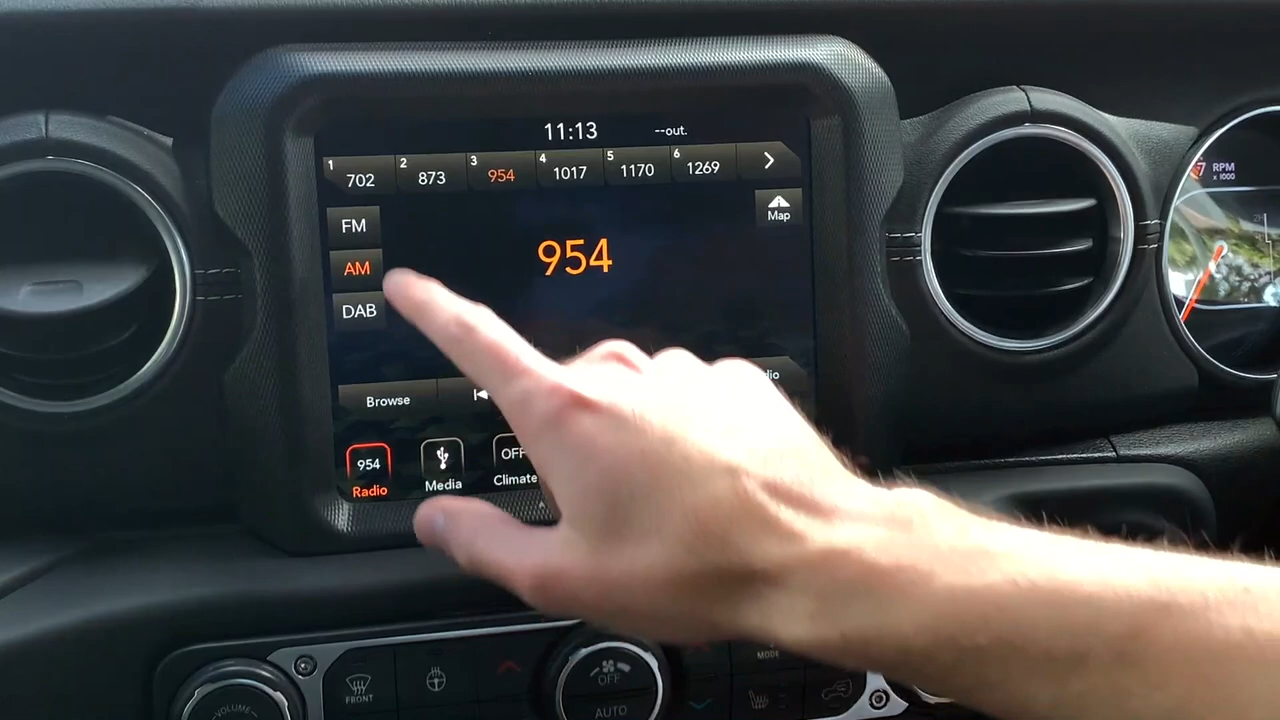 11:13 --out.
1 702 2 873 3 954 4 1017 5 1170 6 1269
Map
FM
954
AM
DAB
Browse
954 OFF
Radio Media Climate
RPM
x 1000
FRONT
OFF
AUTO
MODE
VOLUME